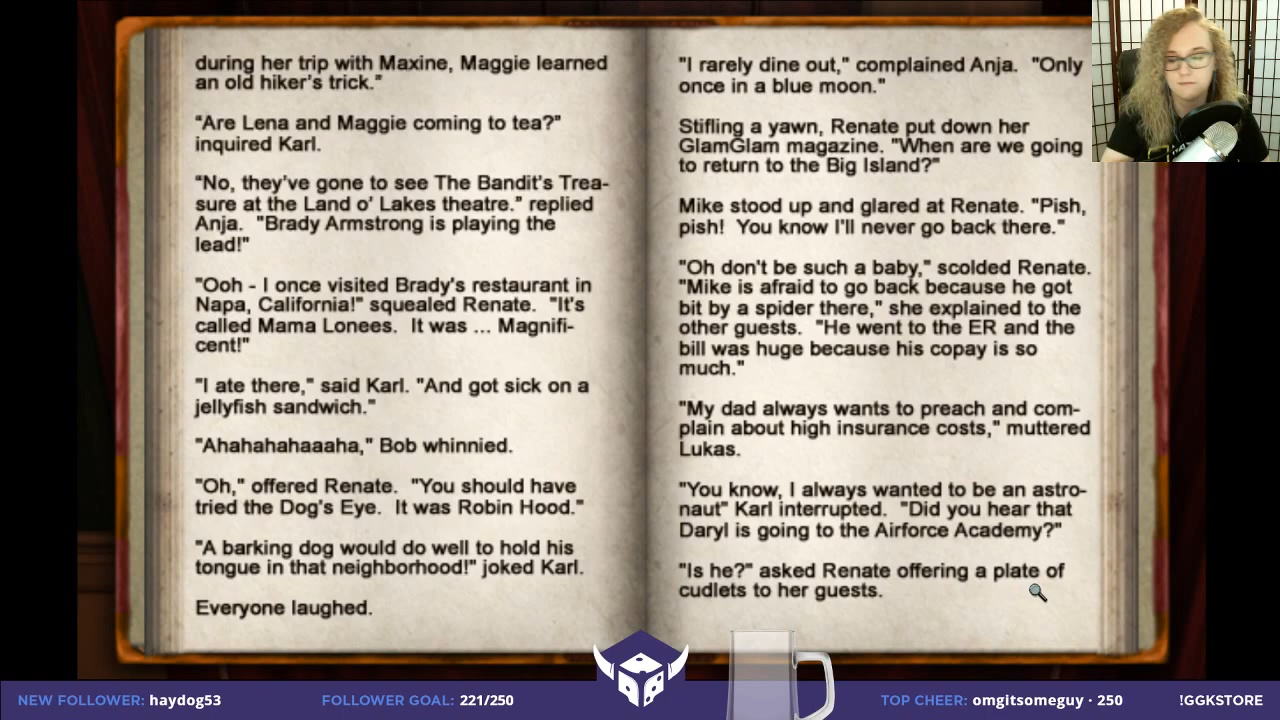 during her trip with Maxine, Maggie learned
an old hiker's trick."
"Are Lena and Maggie coming to tea?"
inquired Karl.
"No, they've gone to see The Bandit's Trea-
sure at the Land o' Lakes theatre." replied
Anja.  "Brady Armstrong is playing the
lead!"
"Ooh - I once visited Brady's restaurant in
Napa, California!" squealed Renate.  "It's
called Mama Lonees.  It was ... Magnifi-
cent!"
"I ate there," said Karl. "And got sick on a
jellyfish sandwich."
"Ahahahahaaaha," Bob whinnied.
"Oh," offered Renate.  "You should have
tried the Dog's Eye.  It was Robin Hood."
"A barking dog would do well to hold his
tongue in that neighborhood!" joked Karl.
Everyone laughed.
"I rarely dine out," complained Anja.  "Only
once in a blue moon."
Stifling a yawn, Renate put down her
GlamGlam magazine. "When are we going
to return to the Big Island?"
Mike stood up and glared at Renate. "Pish,
pish!  You know I'll never go back there."
"Oh don't be such a baby," scolded Renate.
"Mike is afraid to go back because he got
bit by a spider there," she explained to the
other guests.  "He went to the ER and the
bill was huge because his copay is so
much."
"My dad always wants to preach and com-
plain about high insurance costs," muttered
Lukas.
"You know, I always wanted to be an astro-
naut" Karl interrupted.  "Did you hear that
Daryl is going to the Airforce Academy?"
"Is he?" asked Renate offering a plate of
cudlets to her guests.
NEW FOLLOWER: haydog53
FOLLOWER GOAL: 221/250
TOP CHEER: omgitsomeguy · 250
!GGKSTORE